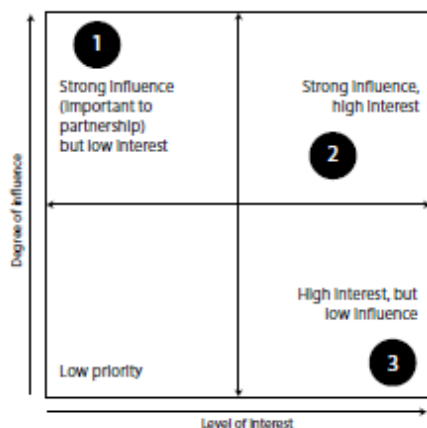 1
Strong influence
(important to
partnership)
but low interest
Strong influence,
high interest
2
Degree of influence
High interest, but
low influence
3
Low priority
Level of interest